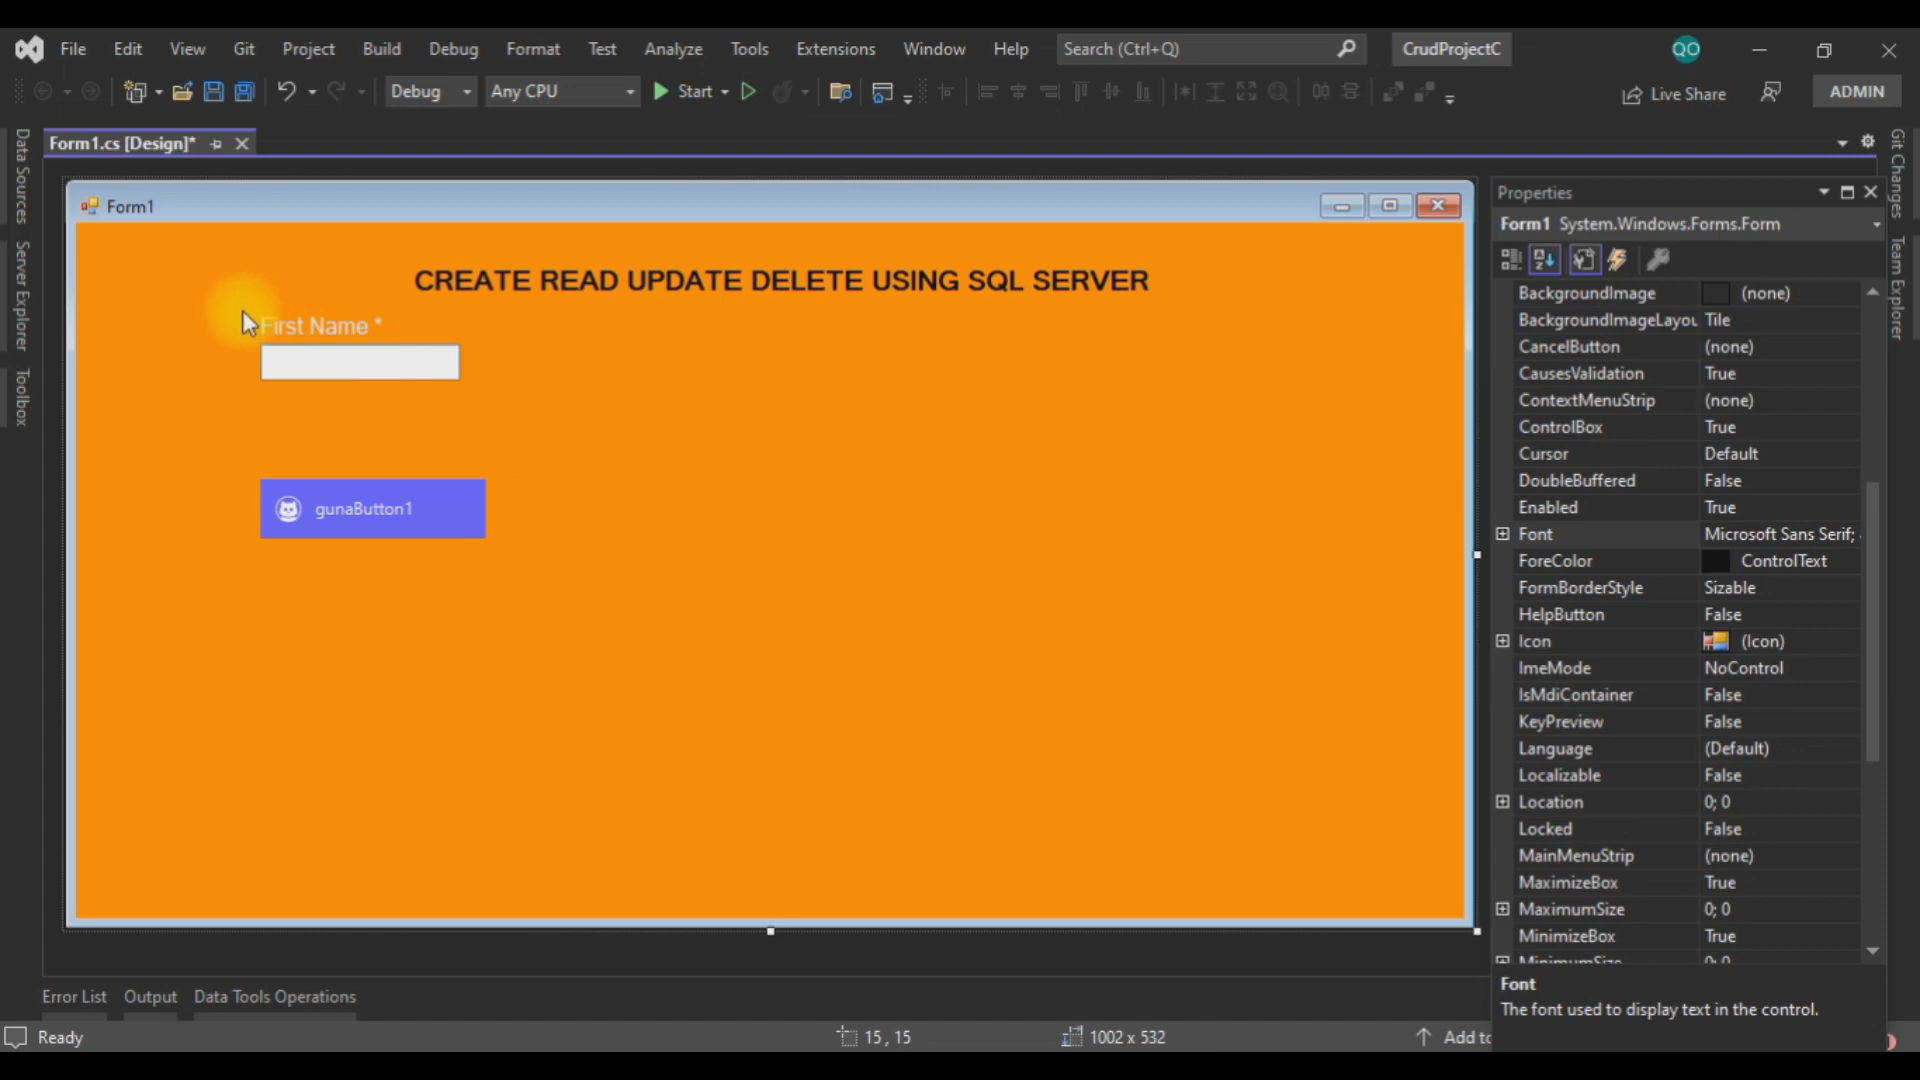 File Edit View Git Project Build Debug Format Test Analyze Tools Extensions Window Help Search (Ctrl+Q) CrudProjectC QO
Debug Any CPU Start Live Share ADMIN
Form1.cs [Design]*
Data Sources
Server Explorer
Toolbox
Form1
CREATE READ UPDATE DELETE USING SQL SERVER
First Name *
gunaButton1
Properties
Form1 System.Windows.Forms.Form
BackgroundImage (none)
BackgroundImageLayou Tile
CancelButton (none)
CausesValidation True
ContextMenuStrip (none)
ControlBox True
Cursor Default
DoubleBuffered False
Enabled True
Font Microsoft Sans Serif;
ForeColor ControlText
FormBorderStyle Sizable
HelpButton False
Icon (Icon)
ImeMode NoControl
IsMdiContainer False
KeyPreview False
Language (Default)
Localizable False
Location 0; 0
Locked False
MainMenuStrip (none)
MaximizeBox True
MaximumSize 0; 0
MinimizeBox True
MinimumSize 0; 0
Font
The font used to display text in the control.
Git Changes
Team Explorer
Error List Output Data Tools Operations
Ready 15 , 15 1002 x 532 Add to